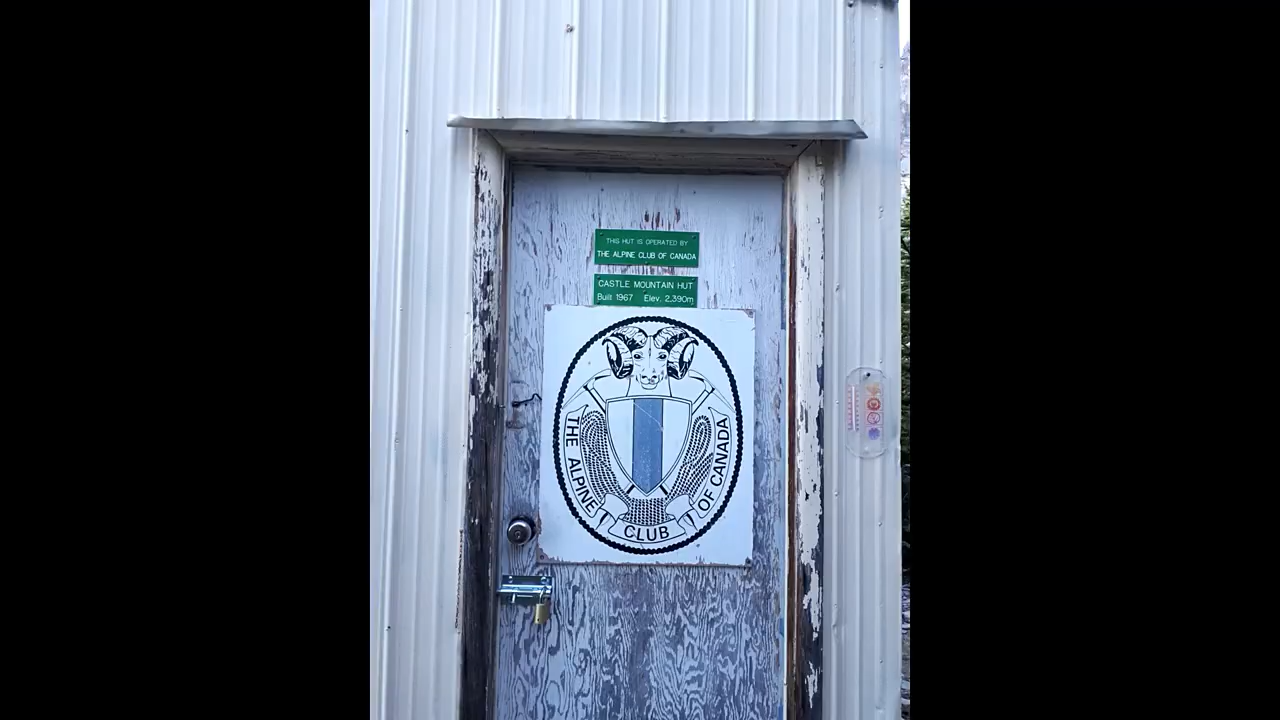 THIS HUT IS OPERATED BY
THE ALPINE CLUB OF CANADA
CASTLE MOUNTAIN HUT
Built 1967 Elev. 2,390m
THE ALPINE CLUB OF CANADA